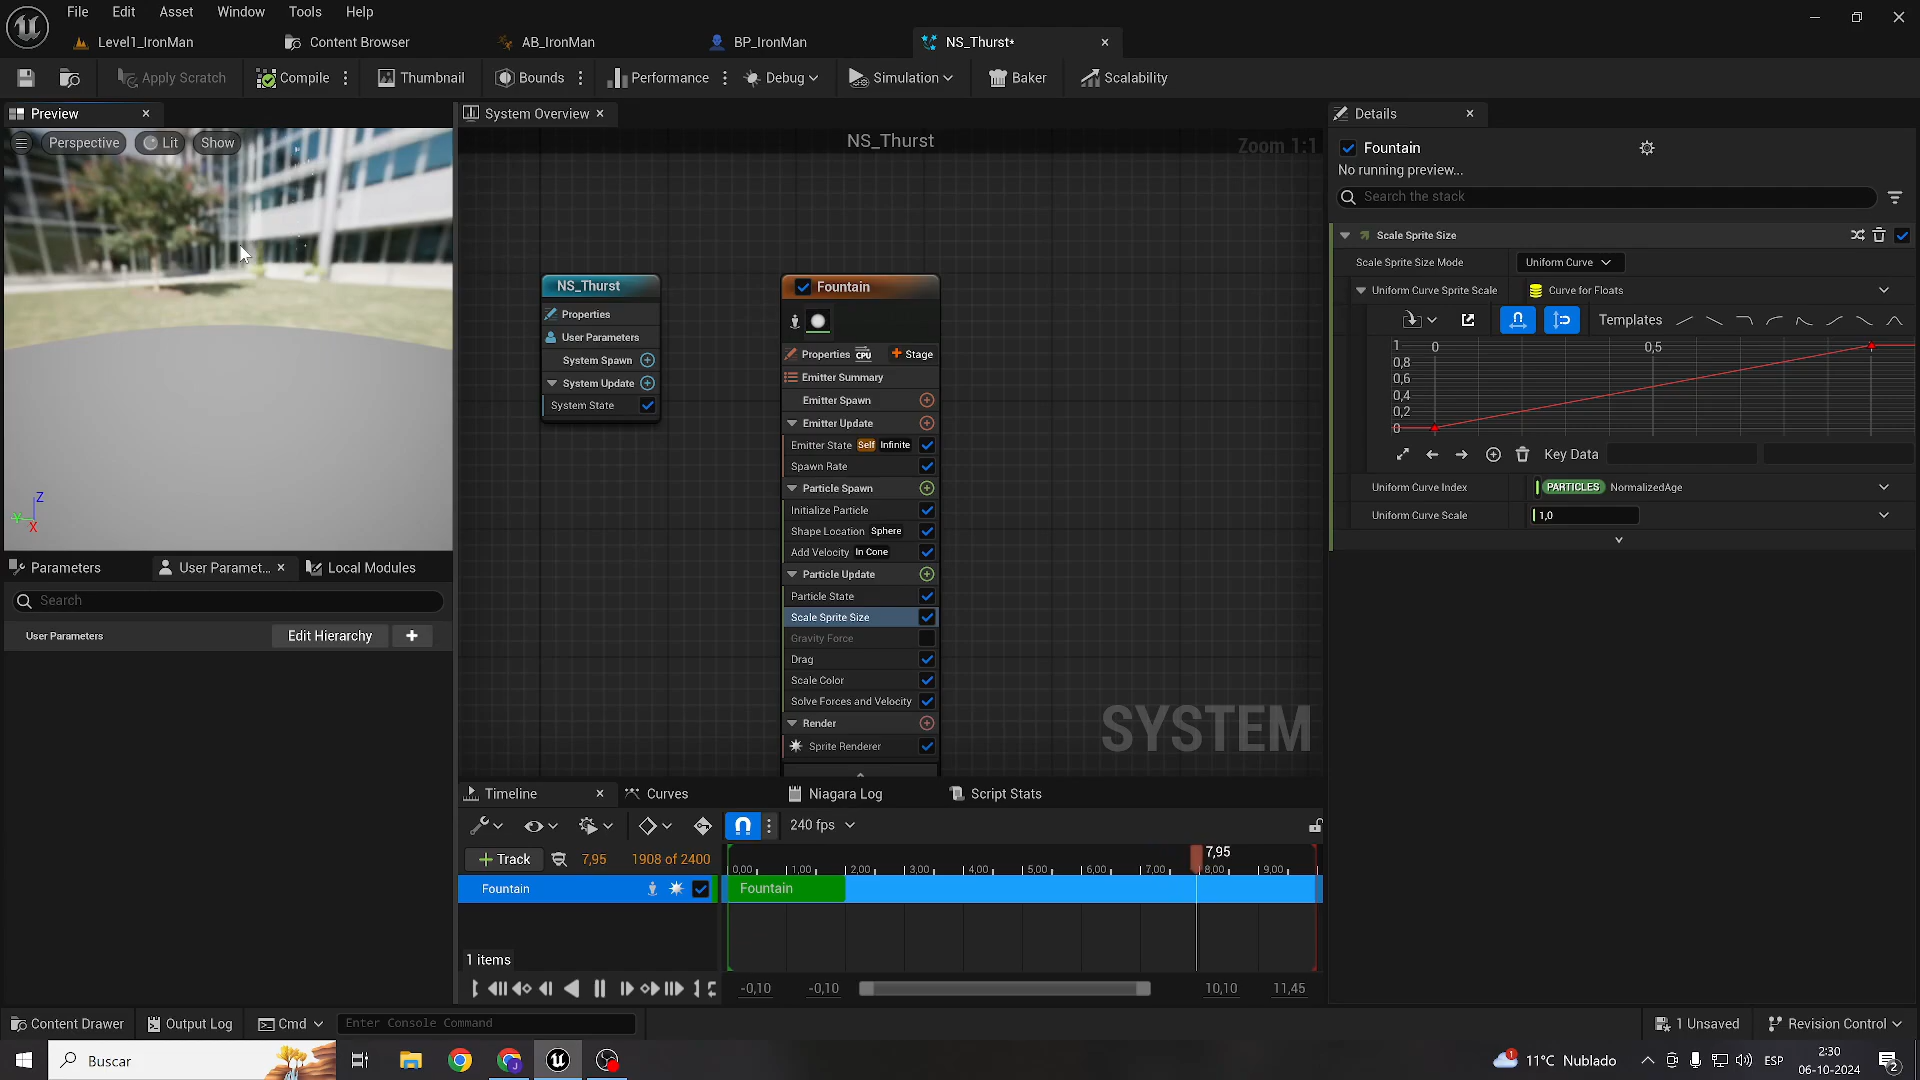 File Edit Asset Window Tools Help
Level1_IronMan Content Browser AB_IronMan BP_IronMan NS_Thurst*
Apply Scratch Compile Thumbnail Bounds Performance Debug Simulation Baker Scalability
Preview
Perspective Lit Show
Z
Y
X
Parameters User Paramet... Local Modules
Search
User Parameters Edit Hierarchy
System Overview
NS_Thurst
Zoom 1:1
NS_Thurst
Properties
User Parameters
System Spawn
System Update
System State
Fountain
Properties CPU Stage
Emitter Summary
Emitter Spawn
Emitter Update
Emitter State Self Infinite
Spawn Rate
Particle Spawn
Initialize Particle
Shape Location Sphere
Add Velocity In Cone
Particle Update
Particle State
Scale Sprite Size
Gravity Force
Drag
Scale Color
Solve Forces and Velocity
Render
Sprite Renderer
SYSTEM
Timeline Curves Niagara Log Script Stats
240 fps
Track 7,95 1908 of 2400
7,95
0,00 1,00 2,00 3,00 4,00 5,00 6,00 7,00 8,00 9,00
Fountain
Fountain
1 items
-0,10 -0,10 10,10 11,45
Details
Fountain
No running preview...
Search the stack
Scale Sprite Size
Scale Sprite Size Mode Uniform Curve
Uniform Curve Sprite Scale Curve for Floats
Templates
1 0 0,5
0,8
0,6
0,4
0,2
0
Key Data
Uniform Curve Index PARTICLES NormalizedAge
Uniform Curve Scale 1,0
Content Drawer Output Log Cmd Enter Console Command 1 Unsaved Revision Control
Buscar 1 11°C Nublado ESP 2:30
06-10-2024 2